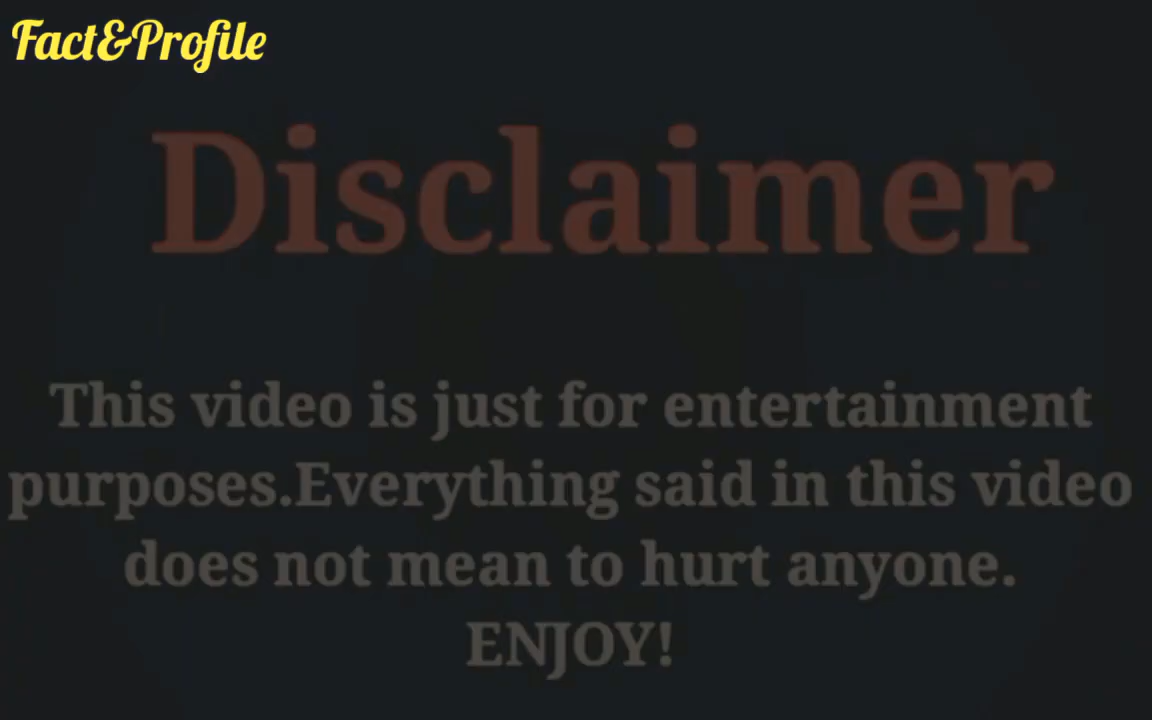 Fact&Profile
Disclaimer
This video is just for entertainment
purposes.Everything said in this video
does not mean to hurt anyone.
ENJOY!